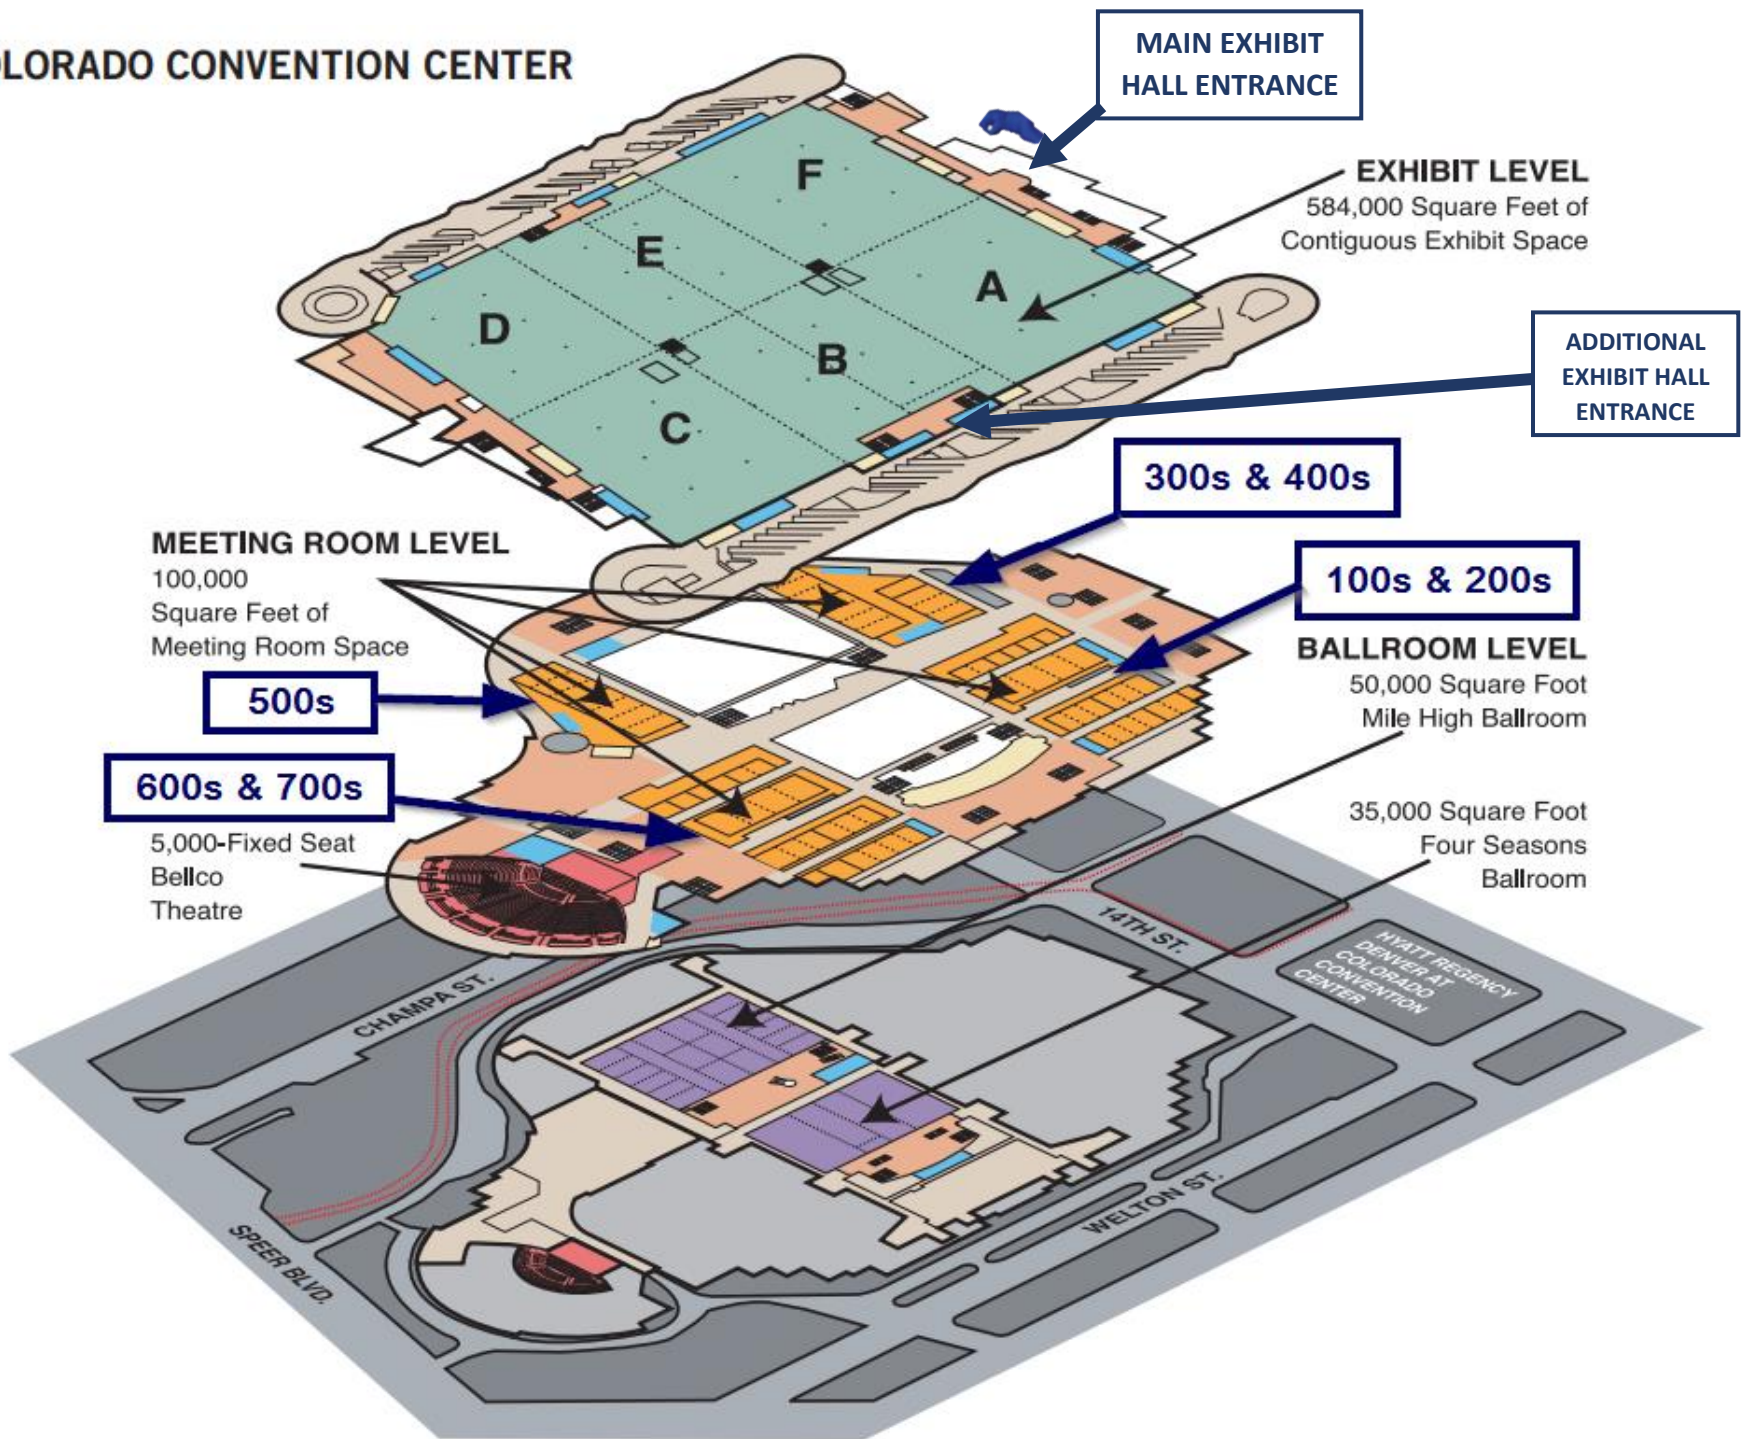 OLORADO CONVENTION CENTER
MAIN EXHIBIT
HALL ENTRANCE
EXHIBIT LEVEL
584,000 Square Feet of
Contiguous Exhibit Space
F
E
A
D
B
C
ADDITIONAL
EXHIBIT HALL
ENTRANCE
300s & 400s
MEETING ROOM LEVEL
100,000
Square Feet of
Meeting Room Space
100s & 200s
500s
BALLROOM LEVEL
50,000 Square Foot
Mile High Ballroom
600s & 700s
5,000-Fixed Seat
Bellco
Theatre
35,000 Square Foot
Four Seasons
Ballroom
14TH ST.
HYATT REGENCY
DENVER AT
COLORADO
CONVENTION
CENTER
CHAMPA ST.
WELTON ST.
SPEER BLVD.